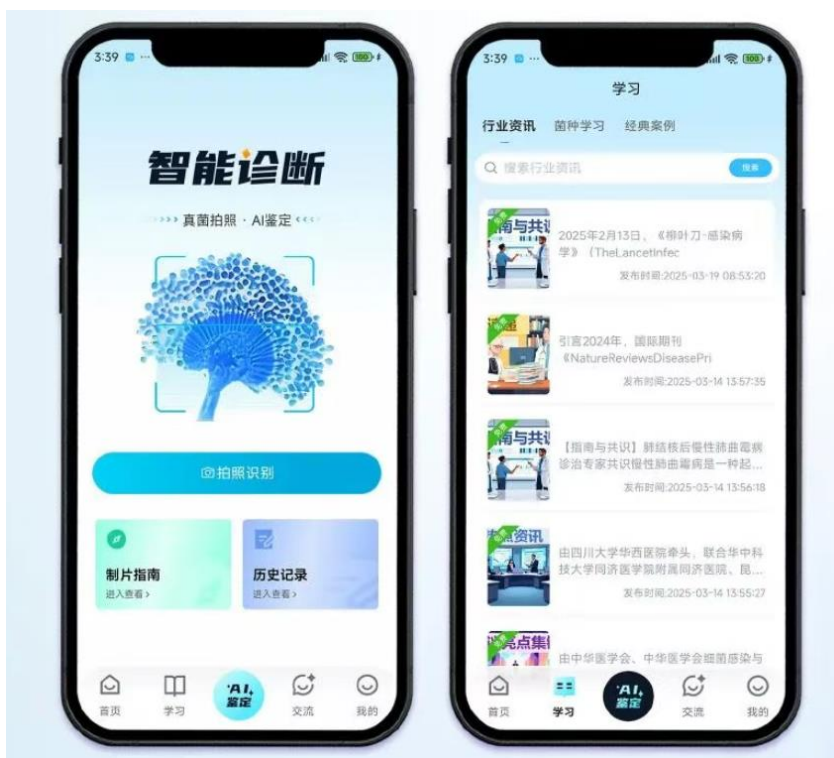 3:39
智能诊断
真菌拍照 · AI鉴定
拍照识别
制片指南
进入查看 >
历史记录
进入查看 >
首页
学习
AI
鉴定
交流
我的
3:39
学习
行业资讯 菌种学习 经典案例
搜索行业资讯
搜索
免费
南与共识
2025年2月13日，《柳叶刀-感染病
学》（TheLancetInfec
发布时间:2025-03-19 08:53:20
免费
引言2024年，国际期刊
《NatureReviewsDiseasePri
发布时间:2025-03-14 13:57:35
免费
南与共
【指南与共识】肺结核后慢性肺曲霉病
诊治专家共识慢性肺曲霉病是一种起...
发布时间:2025-03-14 13:56:18
资讯
由四川大学华西医院牵头，联合华中科
技大学同济医学院附属同济医院、昆...
发布时间:2025-03-14 13:55:27
亮点集
由中华医学会、中华医学会细菌感染与
首页
学习
AI
鉴定
交流
我的